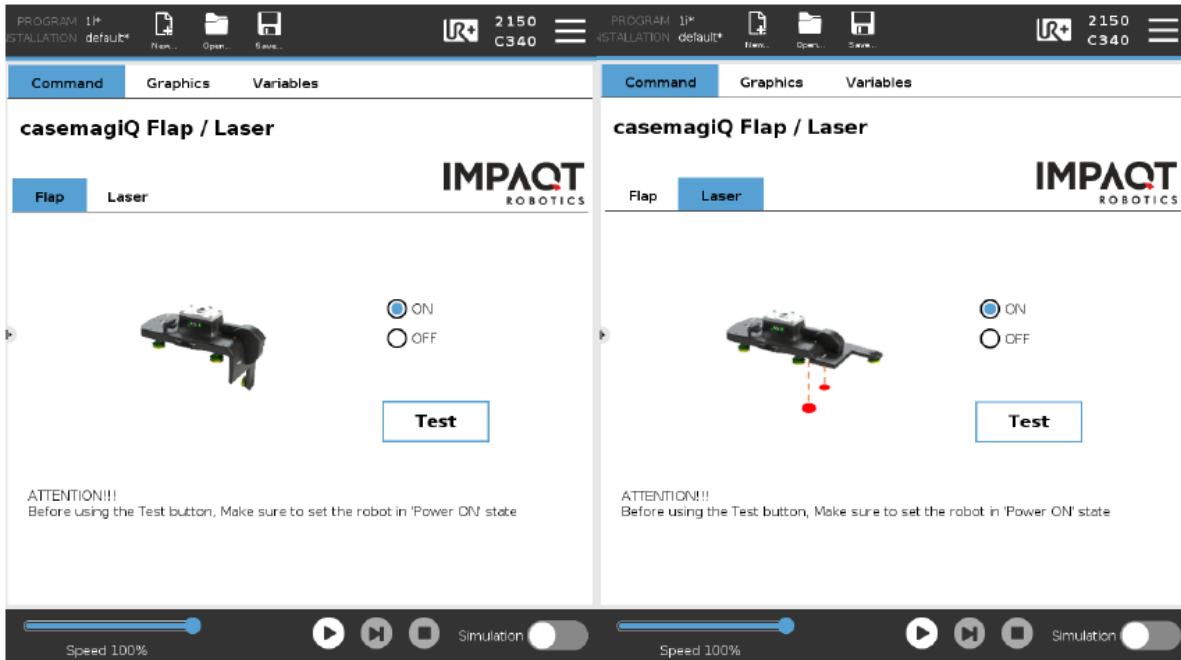 PROGRAM 1i*
default*
New... Open... Save...
UR+
2150
C340
Command Graphics Variables
casemagiQ Flap / Laser
IMPAQT
ROBOTICS
Flap Laser
ON
OFF
Test
ATTENTION!!!
Before using the Test button, Make sure to set the robot in 'Power ON' state
Speed 100%
Simulation
PROGRAM 1i*
default*
New... Open... Save...
UR+
2150
C340
Command Graphics Variables
casemagiQ Flap / Laser
IMPAQT
ROBOTICS
Flap Laser
ON
OFF
Test
ATTENTION!!!
Before using the Test button, Make sure to set the robot in 'Power ON' state
Speed 100%
Simulation